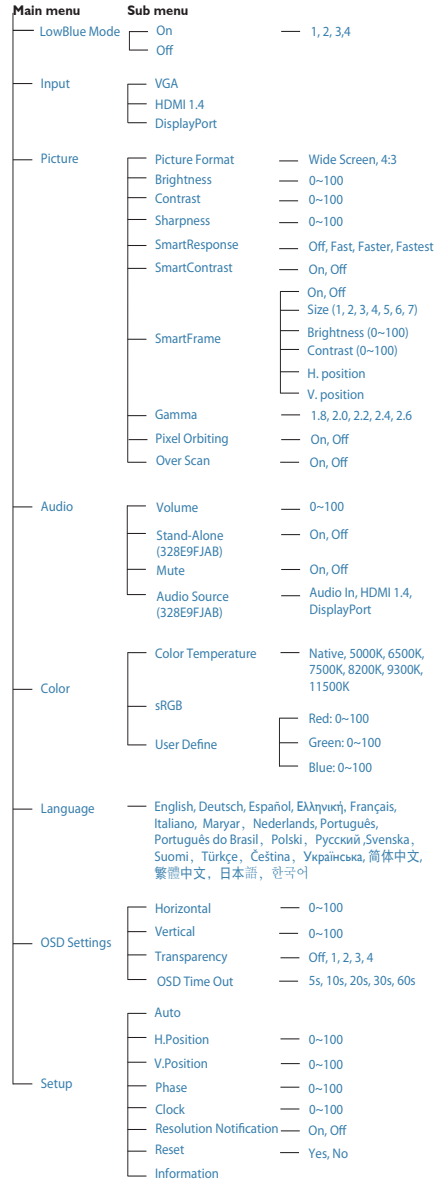 Main menu Sub menu
LowBlue Mode On 1, 2, 3,4
Off
Input VGA
HDMI 1.4
DisplayPort
Picture Picture Format Wide Screen, 4:3
Brightness 0~100
Contrast 0~100
Sharpness 0~100
SmartResponse Off, Fast, Faster, Fastest
SmartContrast On, Off
On, Off
Size (1, 2, 3, 4, 5, 6, 7)
Brightness (0~100)
SmartFrame
Contrast (0~100)
H. position
V. position
Gamma 1.8, 2.0, 2.2, 2.4, 2.6
Pixel Orbiting On, Off
Over Scan On, Off
Audio Volume 0~100
Stand-Alone On, Off
(328E9FJAB)
Mute On, Off
Audio Source Audio In, HDMI 1.4,
(328E9FJAB) DisplayPort
Color Temperature Native, 5000K, 6500K,
7500K, 8200K, 9300K,
11500K
Color
sRGB
Red: 0~100
User Define Green: 0~100
Blue: 0~100
Language English, Deutsch, Español, Ελληνική, Français,
Italiano, Maryar, Nederlands, Português,
Português do Brasil, Polski, Русский ,Svenska,
Suomi, Türkçe, Čeština, Українська, 简体中文,
繁體中文, 日本語, 한국어
Horizontal 0~100
Vertical 0~100
OSD Settings
Transparency Off, 1, 2, 3, 4
OSD Time Out 5s, 10s, 20s, 30s, 60s
Auto
H.Position 0~100
V.Position 0~100
Setup Phase 0~100
Clock 0~100
Resolution Notification On, Off
Reset Yes, No
Information